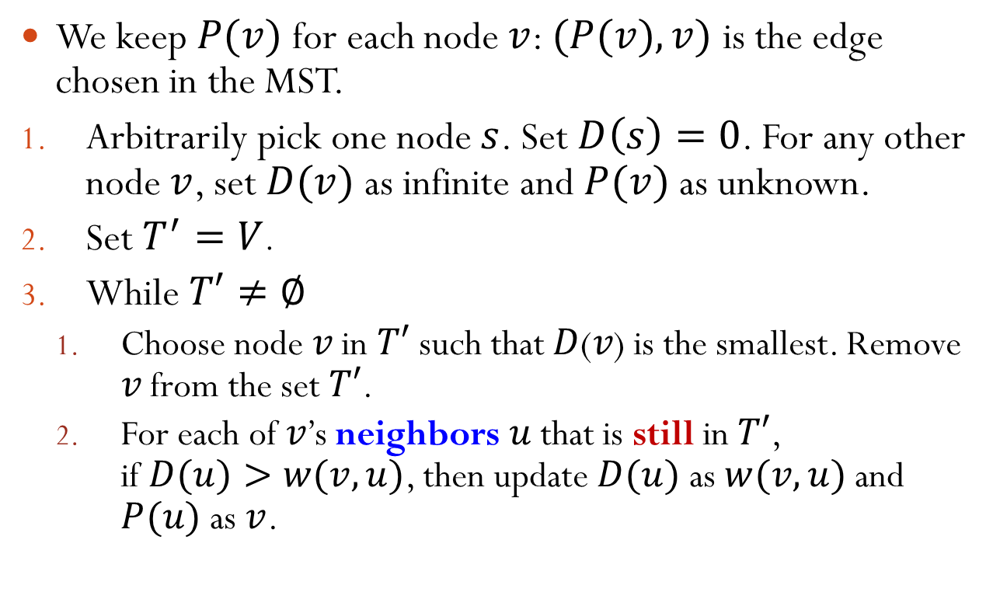 • We keep P(v) for each node v: (P(v), v) is the edge
chosen in the MST.
1. Arbitrarily pick one node s. Set D(s) = 0. For any other
node v, set D(v) as infinite and P(v) as unknown.
2. Set T′ = V.
3. While T′ ≠ ∅
1. Choose node v in T′ such that D(v) is the smallest. Remove
v from the set T′.
2. For each of v’s neighbors u that is still in T′,
if D(u) > w(v, u), then update D(u) as w(v, u) and
P(u) as v.